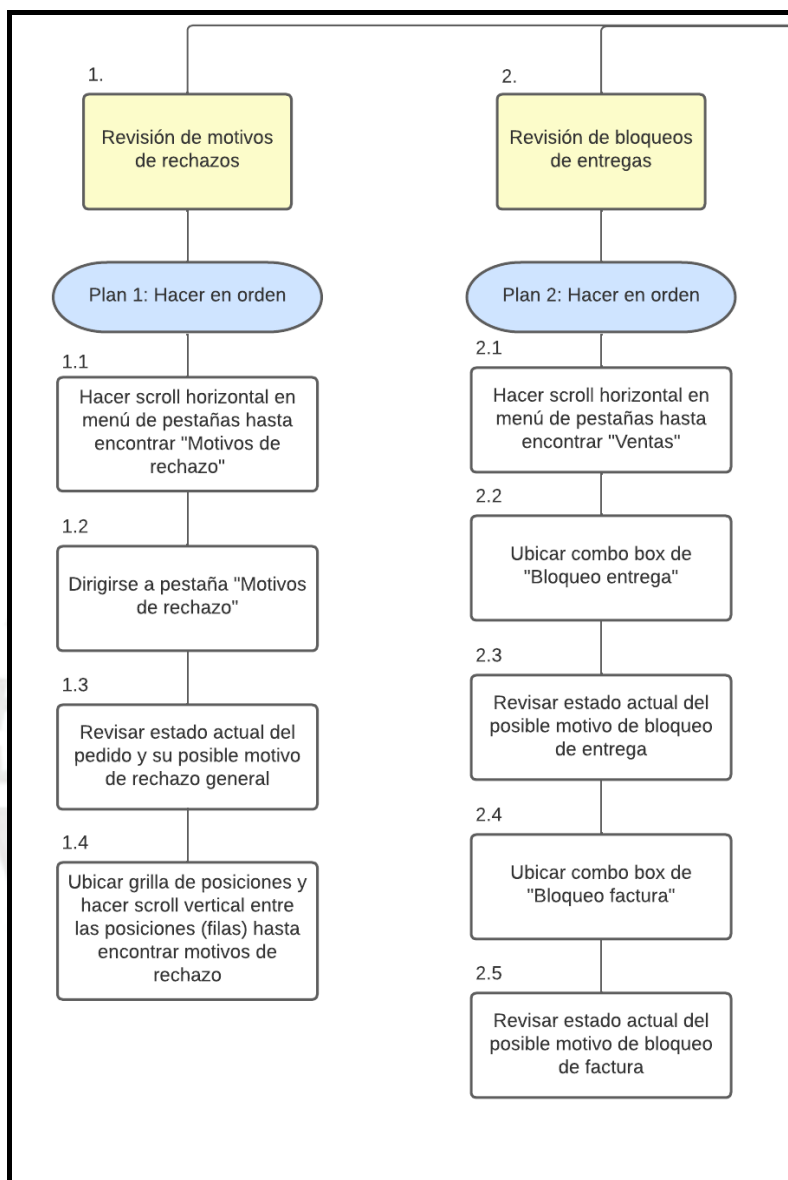 1.
Revisión de motivos
de rechazos
Plan 1: Hacer en orden
1.1
Hacer scroll horizontal en
menú de pestañas hasta
encontrar "Motivos de
rechazo"
1.2
Dirigirse a pestaña "Motivos
de rechazo"
1.3
Revisar estado actual del
pedido y su posible motivo
de rechazo general
1.4
Ubicar grilla de posiciones y
hacer scroll vertical entre
las posiciones (filas) hasta
encontrar motivos de
rechazo
2.
Revisión de bloqueos
de entregas
Plan 2: Hacer en orden
2.1
Hacer scroll horizontal en
menú de pestañas hasta
encontrar "Ventas"
2.2
Ubicar combo box de
"Bloqueo entrega"
2.3
Revisar estado actual del
posible motivo de bloqueo
de entrega
2.4
Ubicar combo box de
"Bloqueo factura"
2.5
Revisar estado actual del
posible motivo de bloqueo
de factura